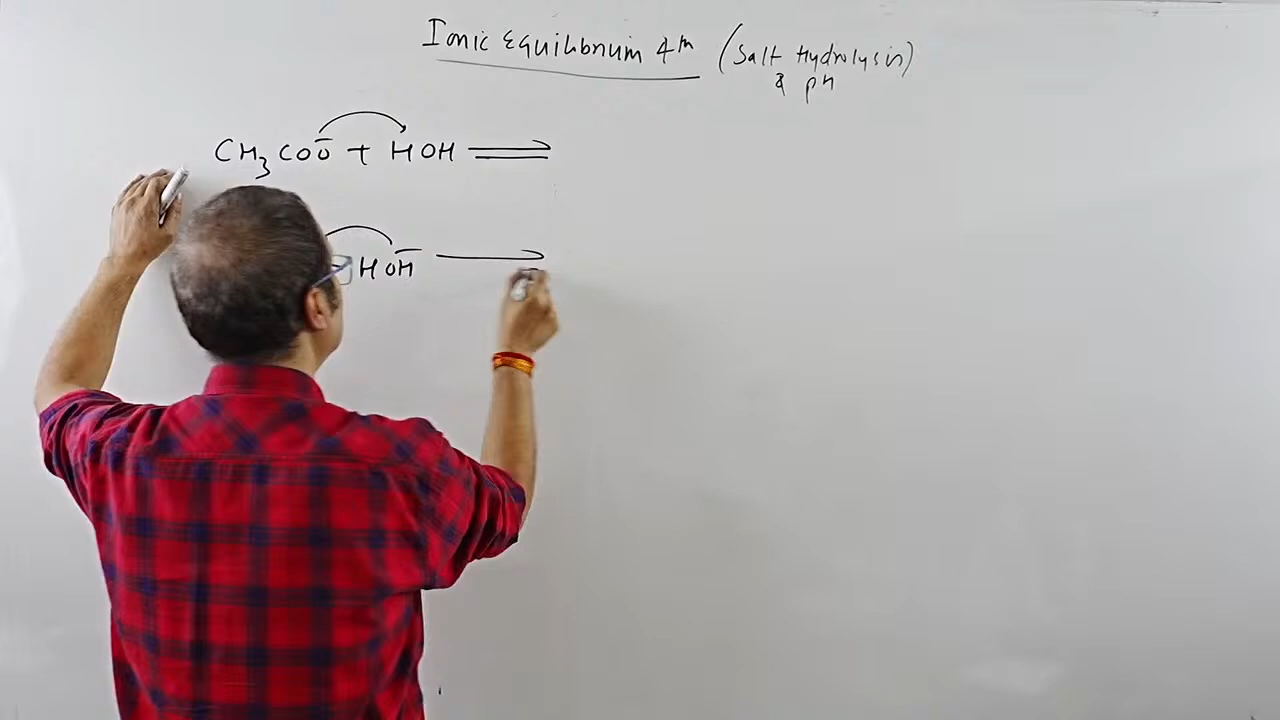 Ionic Equilibrium 4th (Salt Hydrolysis)
& pH
CH₃COO⁻ + HOH ⇌
HOH⁻ →